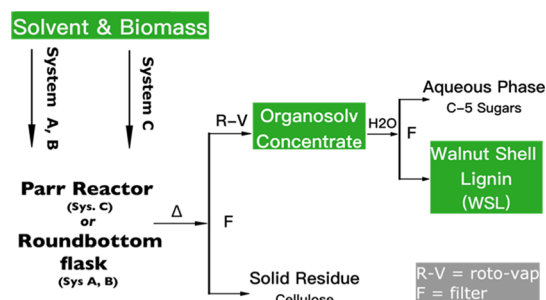 Solvent & Biomass
System A, B
System C
Parr Reactor
(Sys. C)
or
Roundbottom
flask
(Sys A, B)
Δ
F
R-V
Organosolv
Concentrate
H2O
F
Aqueous Phase
C-5 Sugars
Walnut Shell
Lignin
(WSL)
Solid Residue
Cellulose
R-V = roto-vap
F = filter